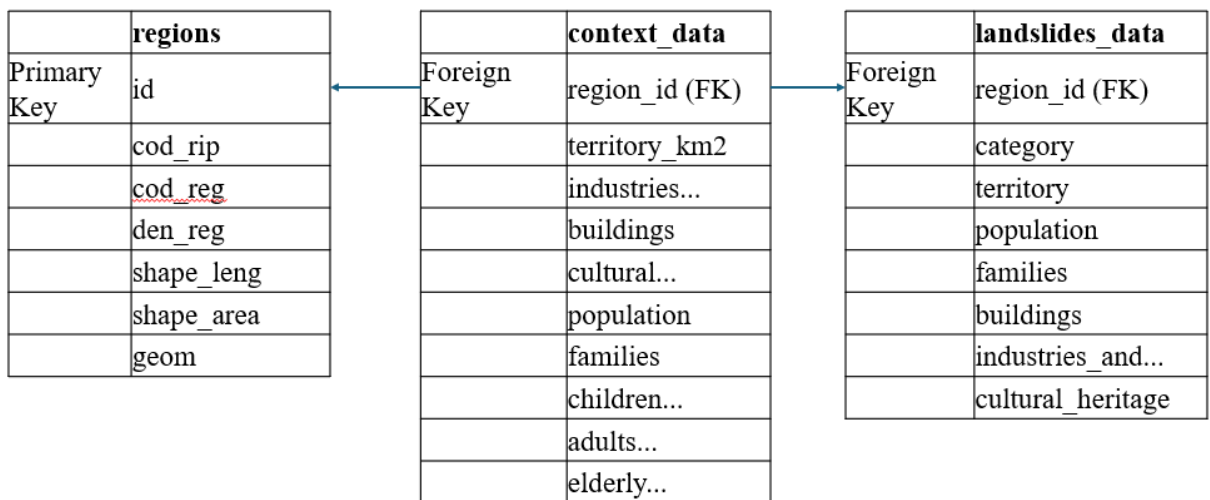 regions
Primary
Key
id
cod_rip
cod_reg
den_reg
shape_leng
shape_area
geom
context_data
Foreign
Key
region_id (FK)
territory_km2
industries...
buildings
cultural...
population
families
children...
adults...
elderly...
landslides_data
Foreign
Key
region_id (FK)
category
territory
population
families
buildings
industries_and...
cultural_heritage